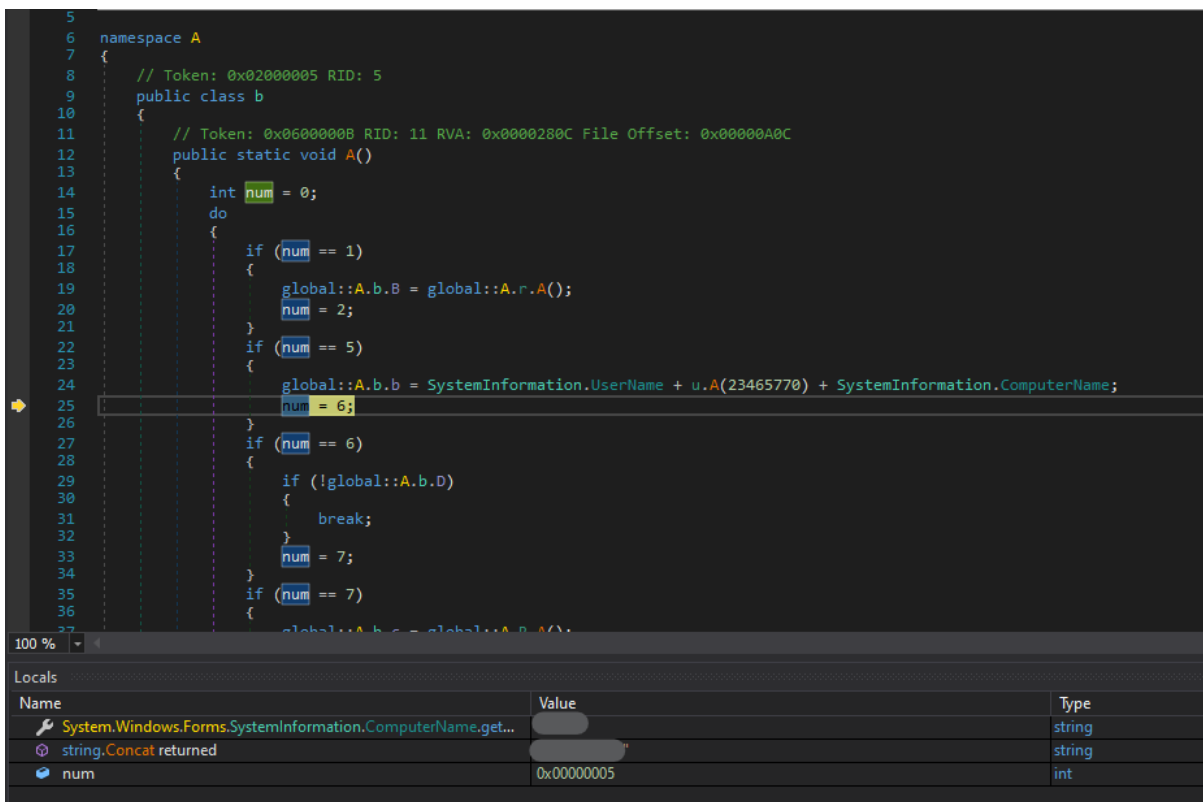 5
6 namespace A
7 {
8 // Token: 0x02000005 RID: 5
9 public class b
10 {
11 // Token: 0x0600000B RID: 11 RVA: 0x0000280C File Offset: 0x00000A0C
12 public static void A()
13 {
14 int num = 0;
15 do
16 {
17 if (num == 1)
18 {
19 global::A.b.B = global::A.r.A();
20 num = 2;
21 }
22 if (num == 5)
23 {
24 global::A.b.b = SystemInformation.UserName + u.A(23465770) + SystemInformation.ComputerName;
25 num = 6;
26 }
27 if (num == 6)
28 {
29 if (!global::A.b.D)
30 {
31 break;
32 }
33 num = 7;
34 }
35 if (num == 7)
36 {
37 global::A.b.c = global::A.R.A();
100 %
Locals
Name Value Type
System.Windows.Forms.SystemInformation.ComputerName.get... string
string.Concat returned " string
num 0x00000005 int